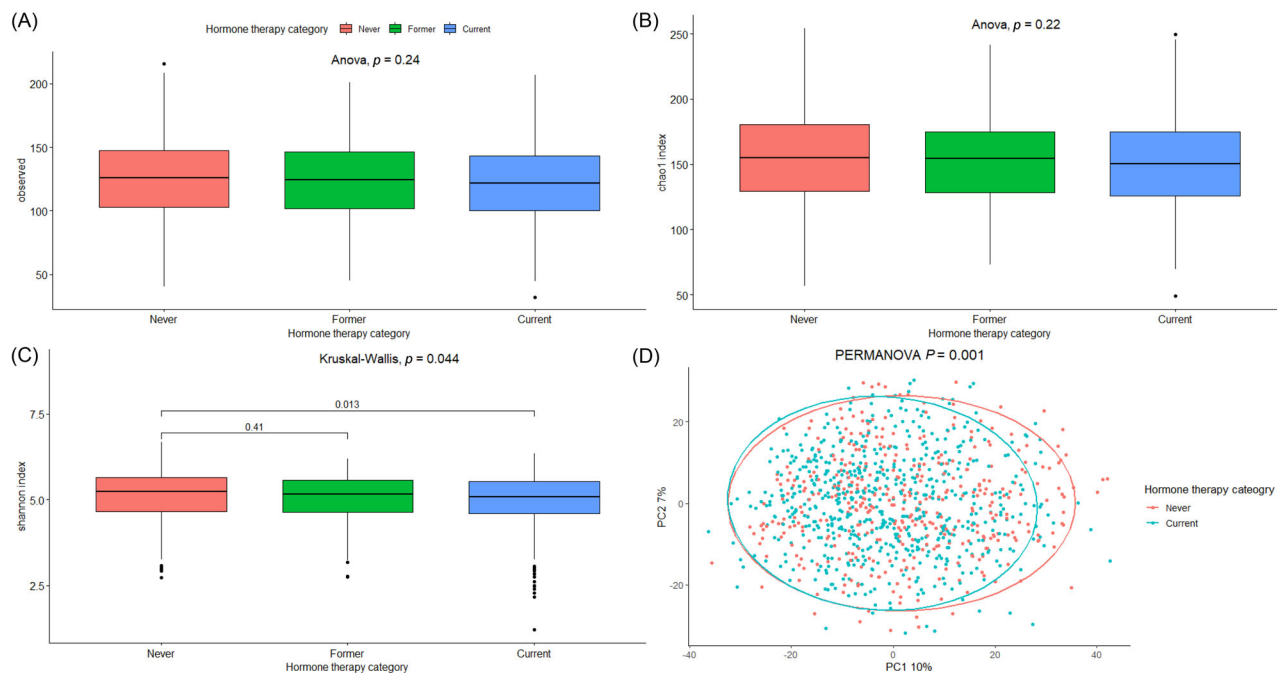 (A)
Hormone therapy category Never Former Current
Anova, p = 0.24
200
150
100
50
observed
Never Former Current
Hormone therapy category
(B)
Anova, p = 0.22
250
200
150
100
50
chao1 index
Never Former Current
Hormone therapy category
(C)
Kruskal-Wallis, p = 0.044
0.013
0.41
7.5
5.0
2.5
shannon index
Never Former Current
Hormone therapy category
(D)
PERMANOVA P = 0.001
20
0
-20
PC2 7%
-40 -20 0 20 40
PC1 10%
Hormone therapy cateogry
Never
Current